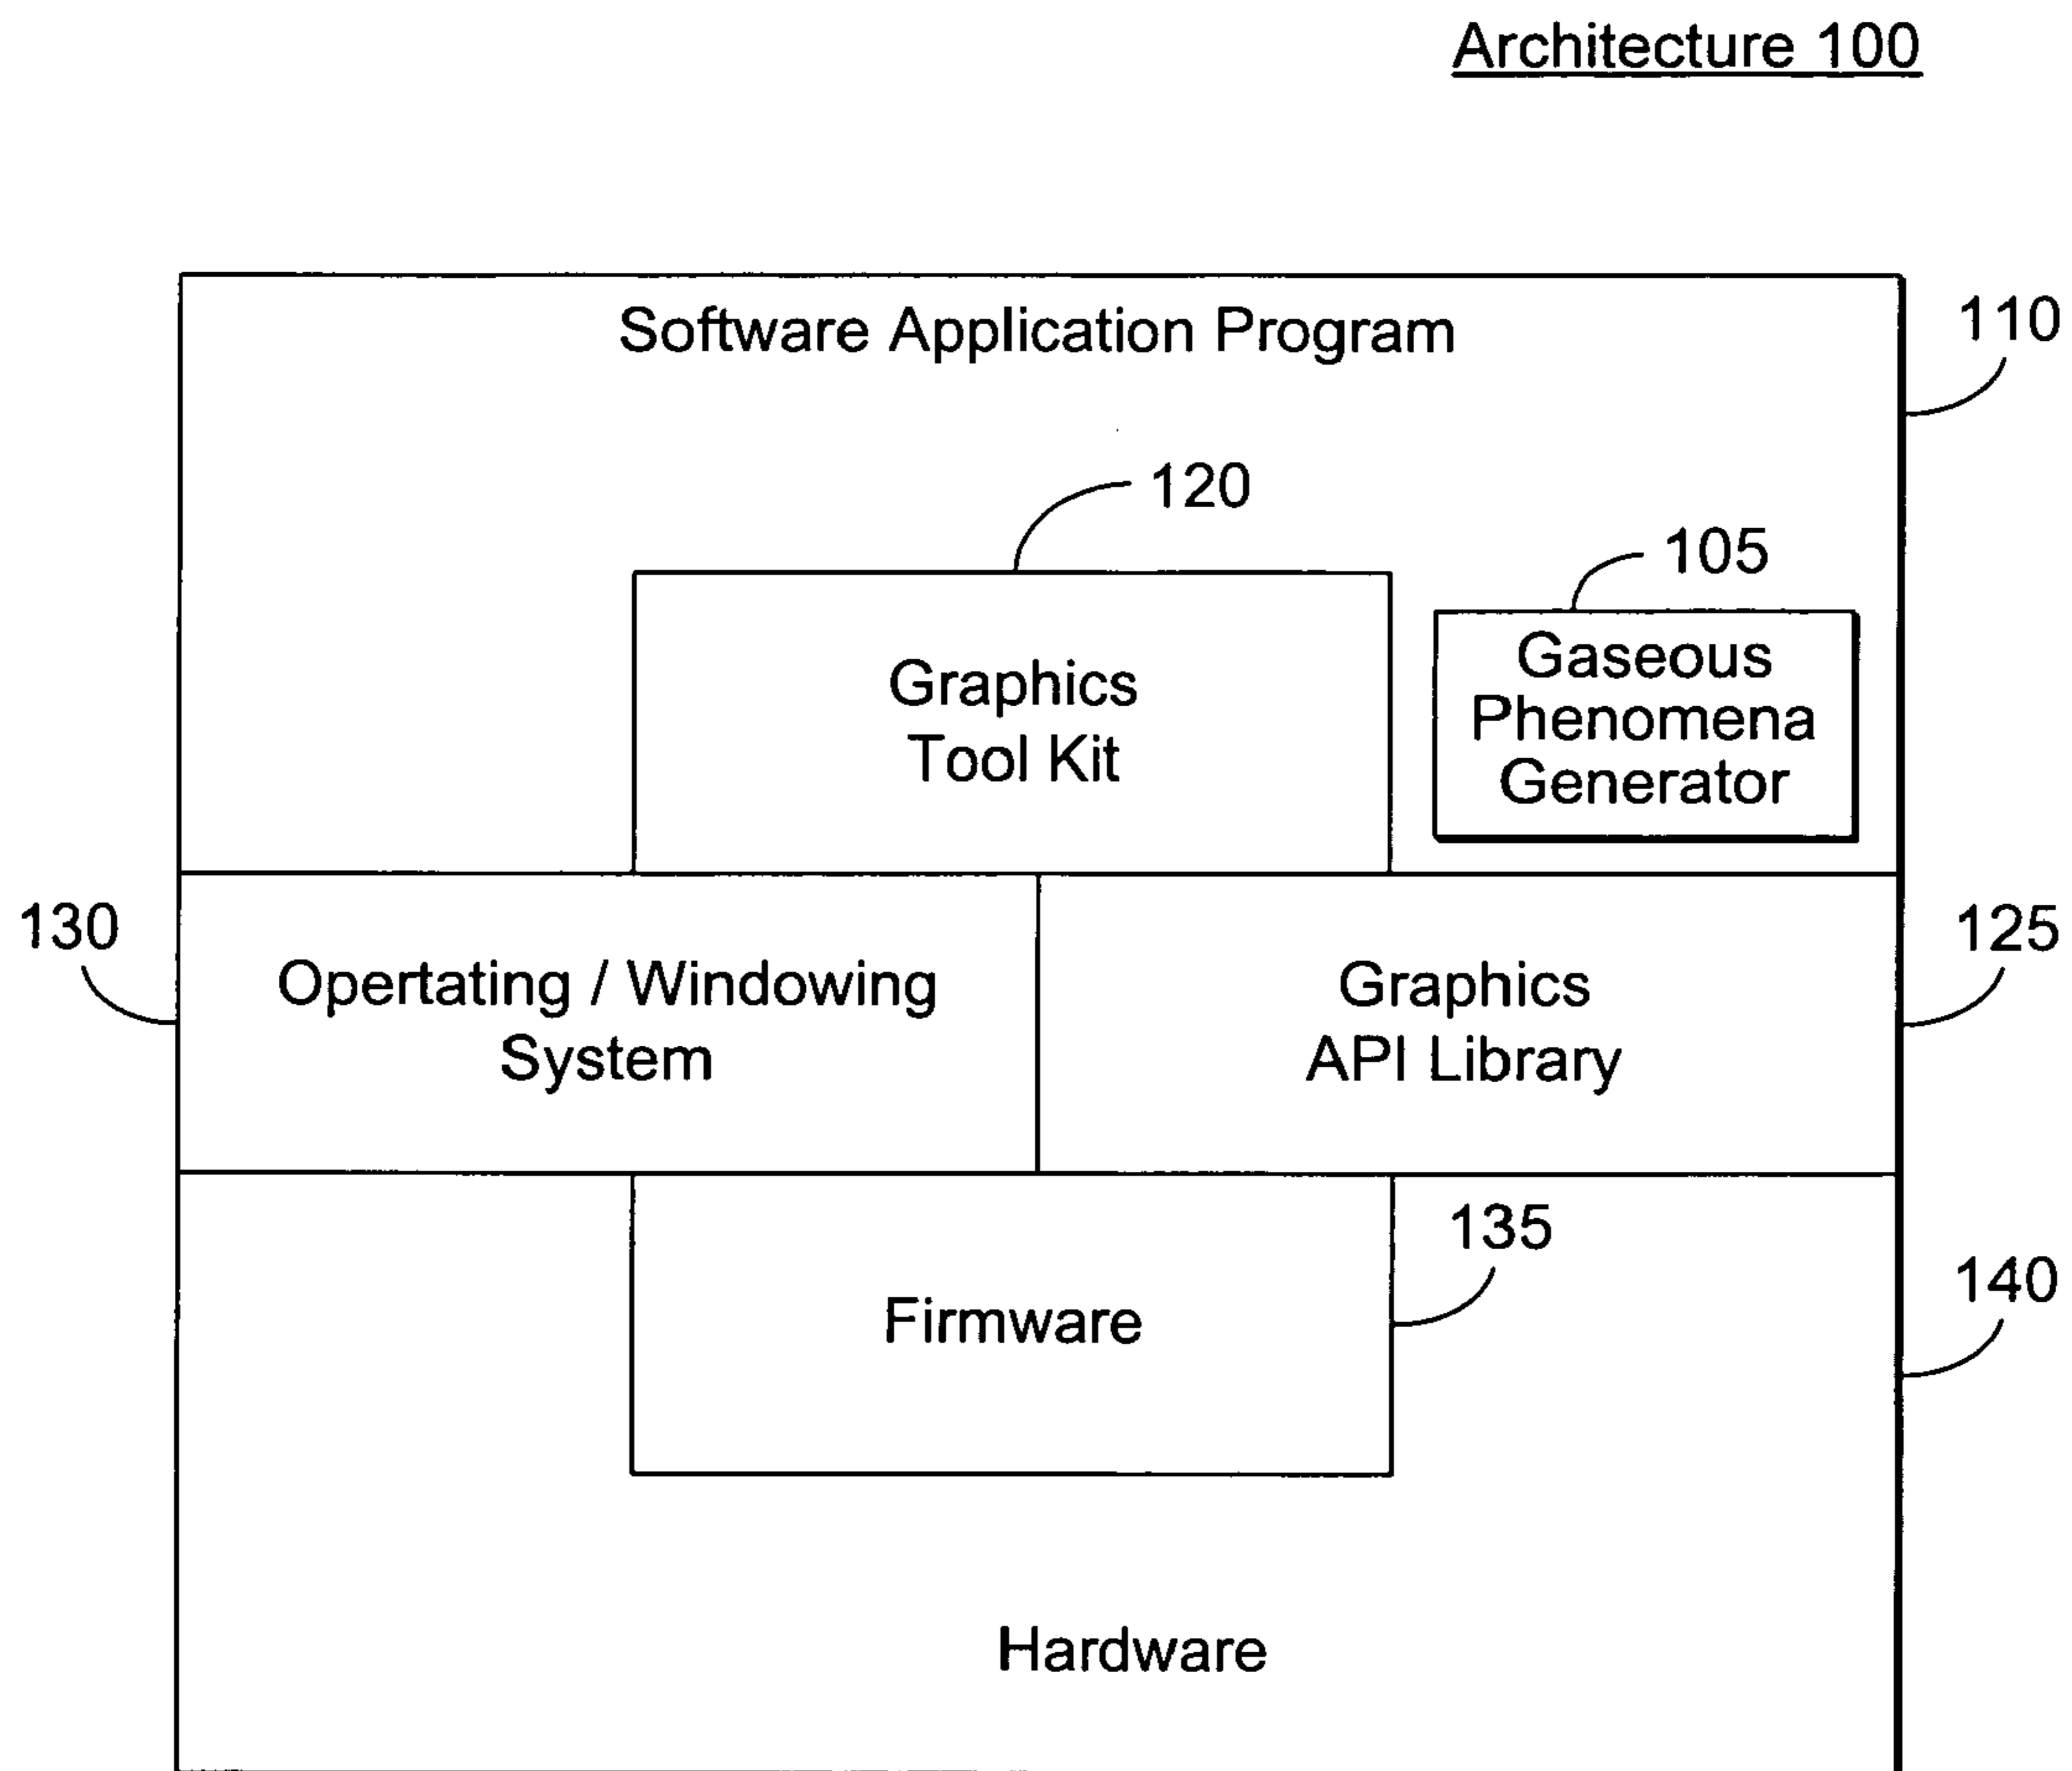 Architecture 100
Software Application Program
110
120
105
Graphics
Tool Kit
Gaseous
Phenomena
Generator
130
125
Opertating / Windowing
System
Graphics
API Library
135
140
Firmware
Hardware